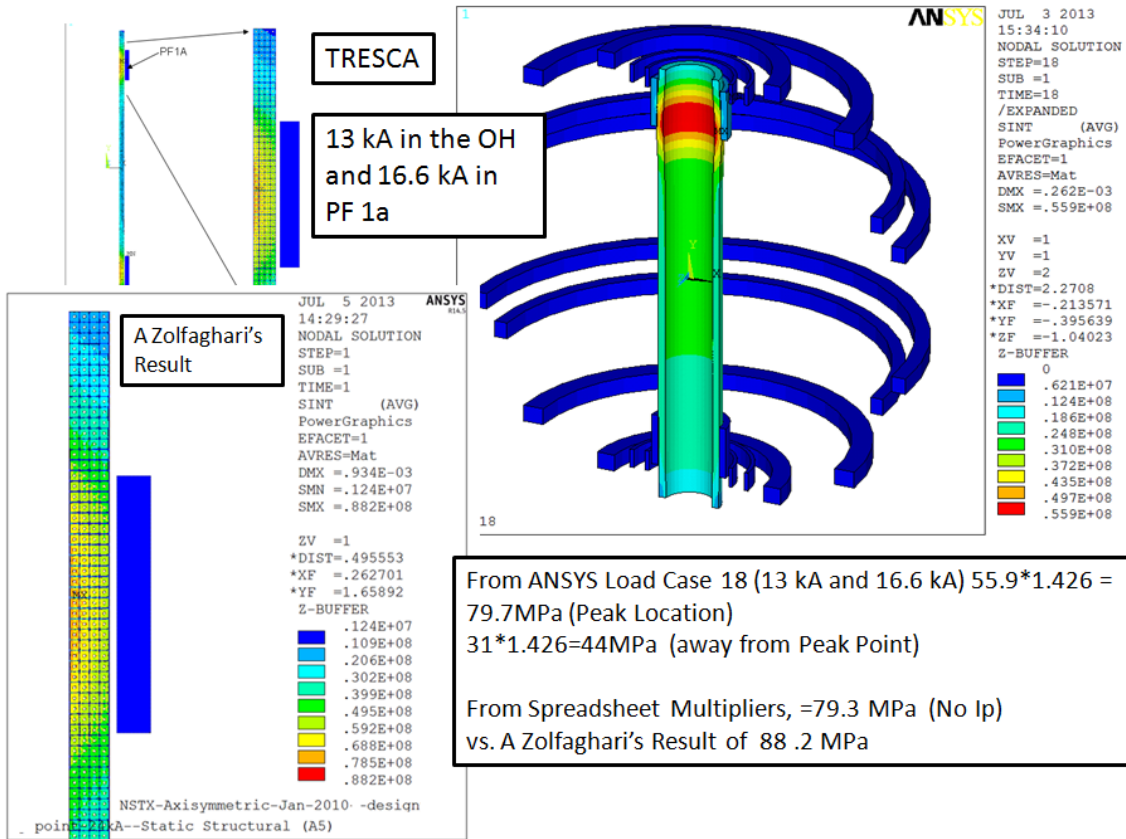 PF1A
TRESCA
13 kA in the OH
and 16.6 kA in
PF 1a
1
ANSYS
JUL 3 2013
15:34:10
NODAL SOLUTION
STEP=18
SUB =1
TIME=18
/EXPANDED
SINT (AVG)
PowerGraphics
EFACET=1
AVRES=Mat
DMX =.262E-03
SMX =.559E+08
XV =1
YV =1
ZV =2
*DIST=2.2708
*XF =-.213571
*YF =-.395639
*ZF =-1.04023
Z-BUFFER
0
.621E+07
.124E+08
.186E+08
.248E+08
.310E+08
.372E+08
.435E+08
.497E+08
.559E+08
MX
Y
X
18
A Zolfaghari's
Result
JUL 5 2013
ANSYS
R14.5
14:29:27
NODAL SOLUTION
STEP=1
SUB =1
TIME=1
SINT (AVG)
PowerGraphics
EFACET=1
AVRES=Mat
DMX =.934E-03
SMN =.124E+07
SMX =.882E+08
ZV =1
*DIST=.495553
*XF =.262701
*YF =1.65892
Z-BUFFER
.124E+07
.109E+08
.206E+08
.302E+08
.399E+08
.495E+08
.592E+08
.688E+08
.785E+08
.882E+08
MX
NSTX-Axisymmetric-Jan-2010- -design
point-24kA--Static Structural (A5)
From ANSYS Load Case 18 (13 kA and 16.6 kA) 55.9*1.426 =
79.7MPa (Peak Location)
31*1.426=44MPa (away from Peak Point)
From Spreadsheet Multipliers, =79.3 MPa (No Ip)
vs. A Zolfaghari's Result of 88 .2 MPa